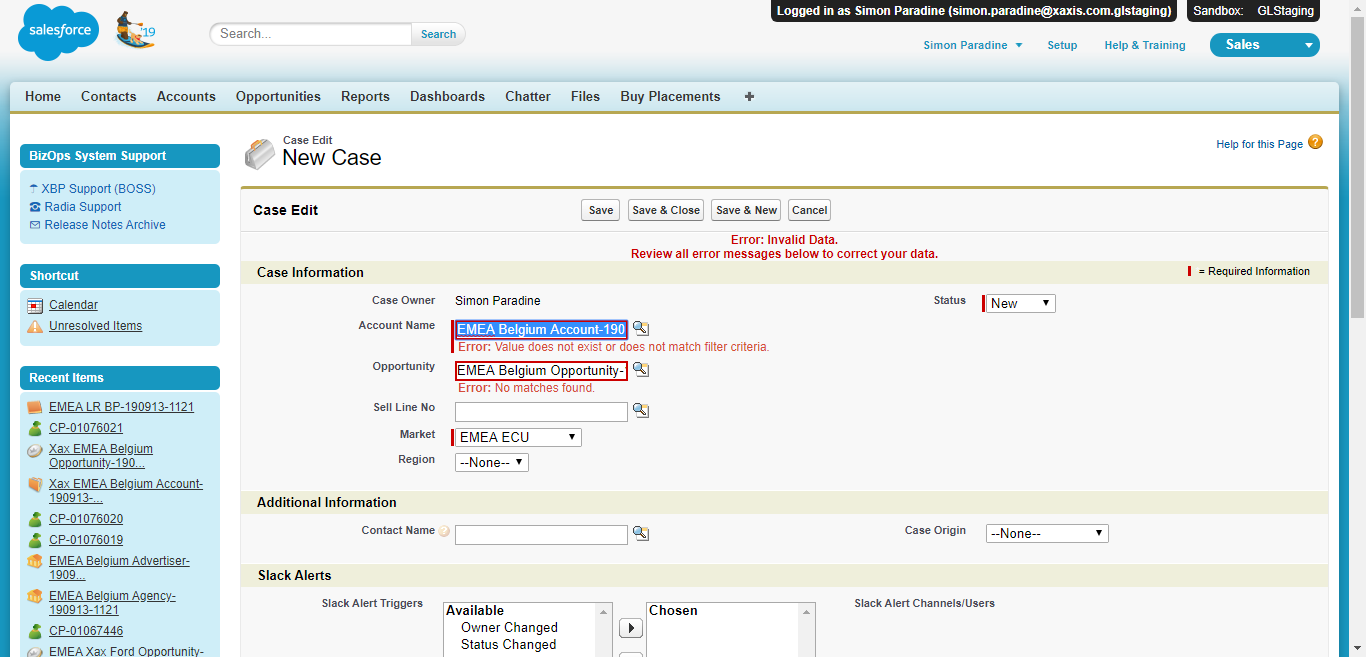 Logged in as Simon Paradine (simon.paradine@xaxis.com.glstaging)
Sandbox: GLStaging
salesforce
'19
Search...
Search
Simon Paradine
Setup
Help & Training
Sales
Home Contacts Accounts Opportunities Reports Dashboards Chatter Files Buy Placements +
BizOps System Support
XBP Support (BOSS)
Radia Support
Release Notes Archive
Shortcut
Calendar
Unresolved Items
Recent Items
EMEA LR BP-190913-1121
CP-01076021
Xax EMEA Belgium
Opportunity-190...
Xax EMEA Belgium Account-
190913-...
CP-01076020
CP-01076019
EMEA Belgium Advertiser-
1909...
EMEA Belgium Agency-
190913-1121
CP-01067446
EMEA Xax Ford Opportunity-
Case Edit
New Case
Help for this Page
Case Edit
Save
Save & Close
Save & New
Cancel
Error: Invalid Data.
Review all error messages below to correct your data.
Case Information
= Required Information
Case Owner Simon Paradine
Status New
Account Name EMEA Belgium Account-190
Error: Value does not exist or does not match filter criteria.
Opportunity EMEA Belgium Opportunity-
Error: No matches found.
Sell Line No
Market EMEA ECU
Region --None--
Additional Information
Contact Name
Case Origin --None--
Slack Alerts
Slack Alert Triggers
Available
Owner Changed
Status Changed
Chosen
Slack Alert Channels/Users